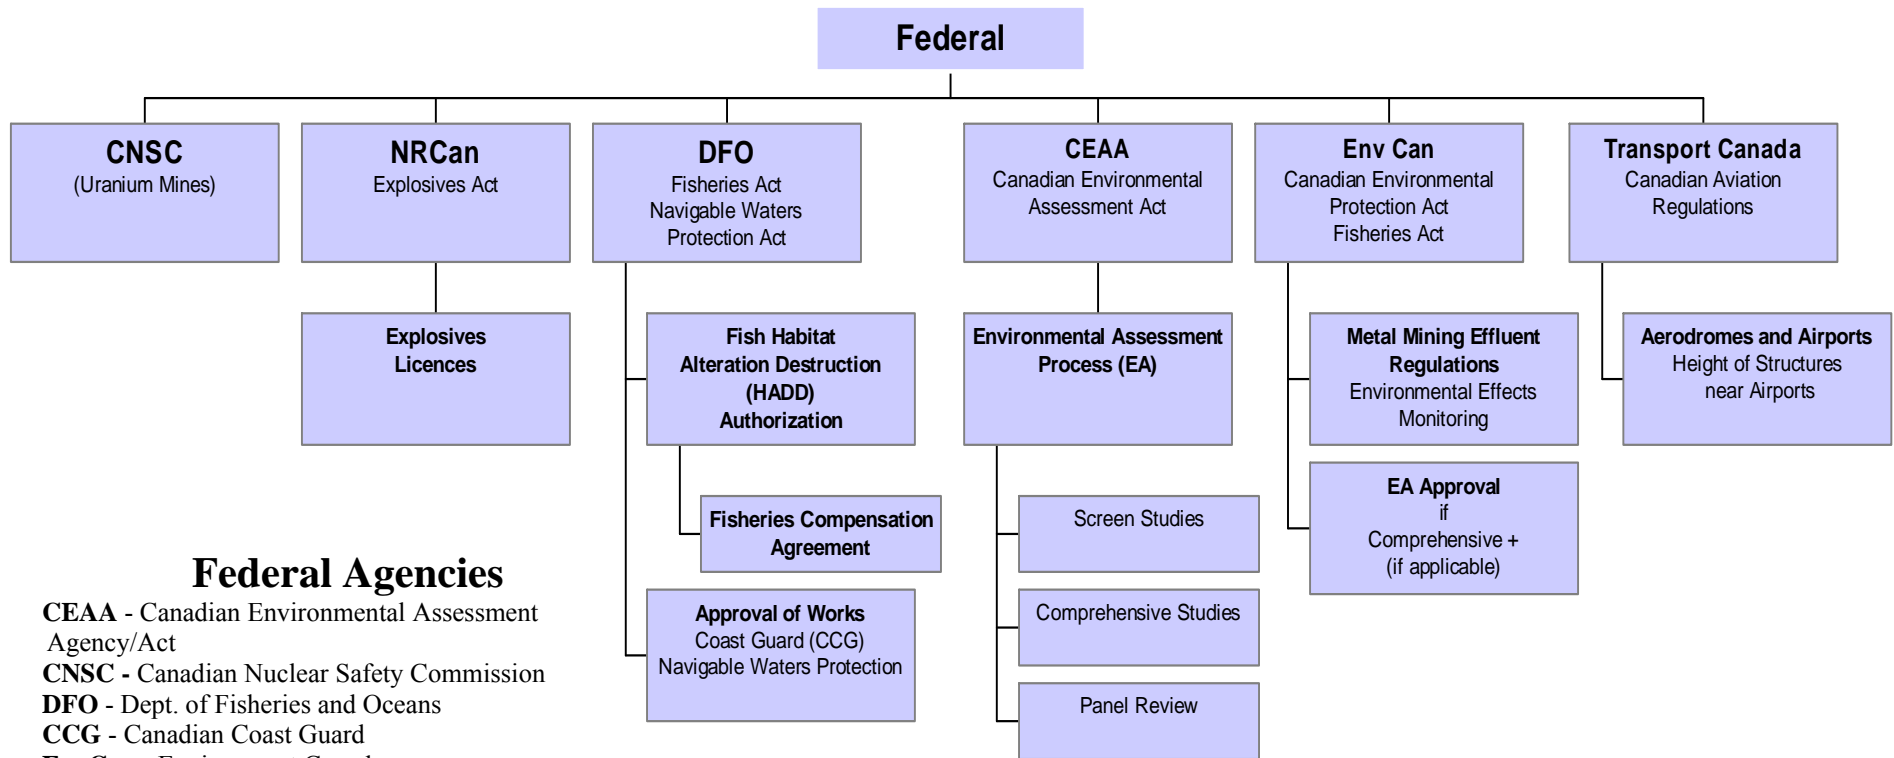 Federal
CNSC
(Uranium Mines)
NRCan
Explosives Act
DFO
Fisheries Act
Navigable Waters
Protection Act
CEAA
Canadian Environmental
Assessment Act
Env Can
Canadian Environmental
Protection Act
Fisheries Act
Transport Canada
Canadian Aviation
Regulations
Explosives
Licences
Fish Habitat
Alteration Destruction
(HADD)
Authorization
Environmental Assessment
Process (EA)
Metal Mining Effluent
Regulations
Environmental Effects
Monitoring
Aerodromes and Airports
Height of Structures
near Airports
Fisheries Compensation
Agreement
Screen Studies
EA Approval
if
Comprehensive +
(if applicable)
Approval of Works
Coast Guard (CCG)
Navigable Waters Protection
Comprehensive Studies
Panel Review
Federal Agencies
CEAA - Canadian Environmental Assessment
Agency/Act
CNSC - Canadian Nuclear Safety Commission
DFO - Dept. of Fisheries and Oceans
CCG - Canadian Coast Guard